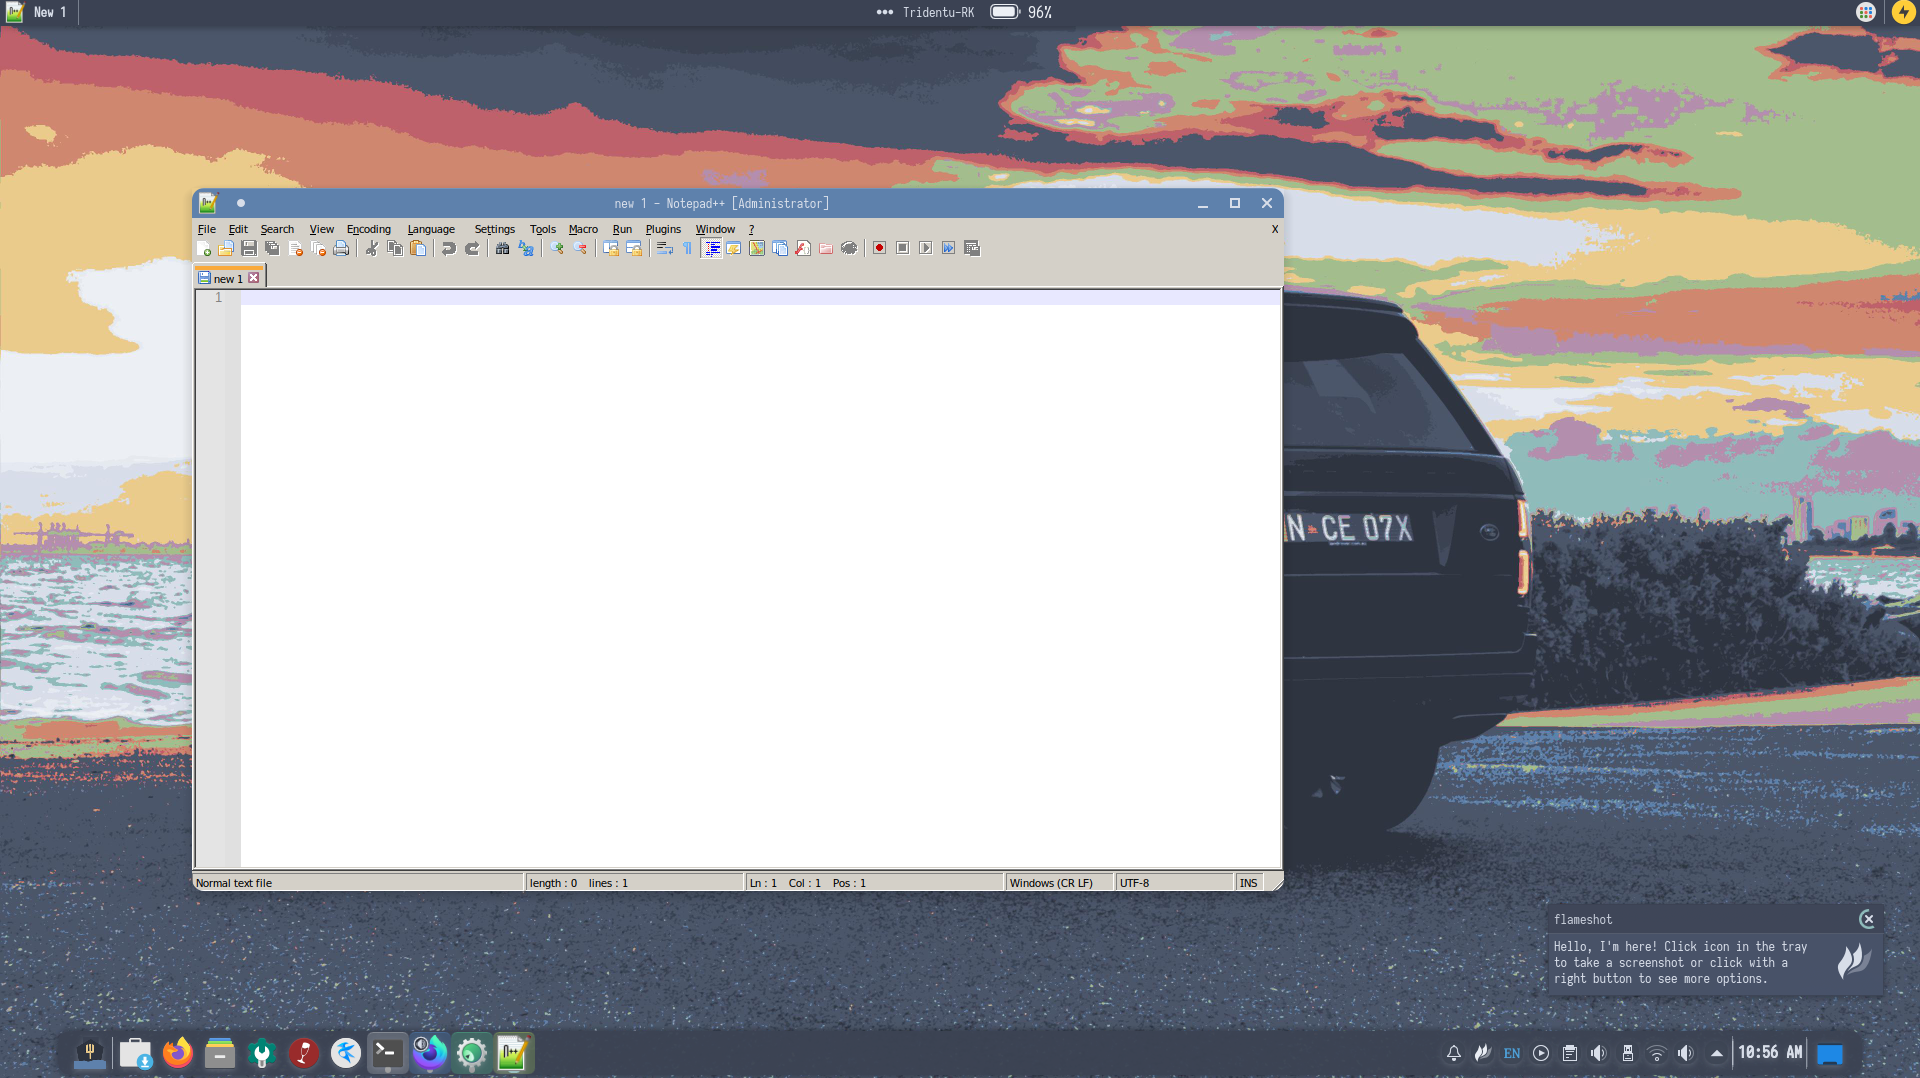 New 1
Tridentu-RK 96%
new 1 - Notepad++ [Administrator]
File Edit Search View Encoding Language Settings Tools Macro Run Plugins Window ? X
new 1
1
N CE 07X
Normal text file length : 0 lines : 1 Ln : 1 Col : 1 Pos : 1 Windows (CR LF) UTF-8 INS
flameshot
Hello, I'm here! Click icon in the tray
to take a screenshot or click with a
right button to see more options.
EN 10:56 AM